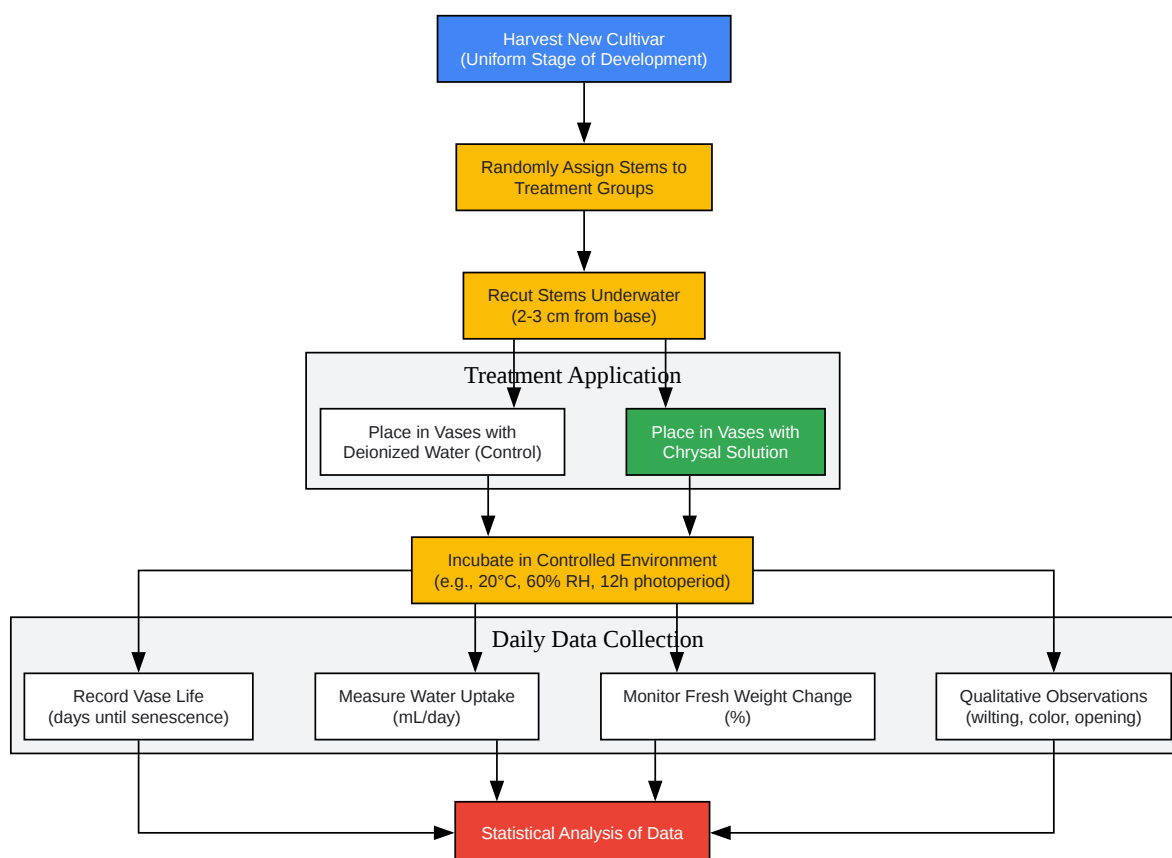 Harvest New Cultivar
(Uniform Stage of Development)
Randomly Assign Stems to
Treatment Groups
Recut Stems Underwater
(2-3 cm from base)
Treatment Application
Place in Vases with
Deionized Water (Control)
Place in Vases with
Chrysal Solution
Incubate in Controlled Environment
(e.g., 20°C, 60% RH, 12h photoperiod)
Daily Data Collection
Record Vase Life
(days until senescence)
Measure Water Uptake
(mL/day)
Monitor Fresh Weight Change
(%)
Qualitative Observations
(wilting, color, opening)
Statistical Analysis of Data